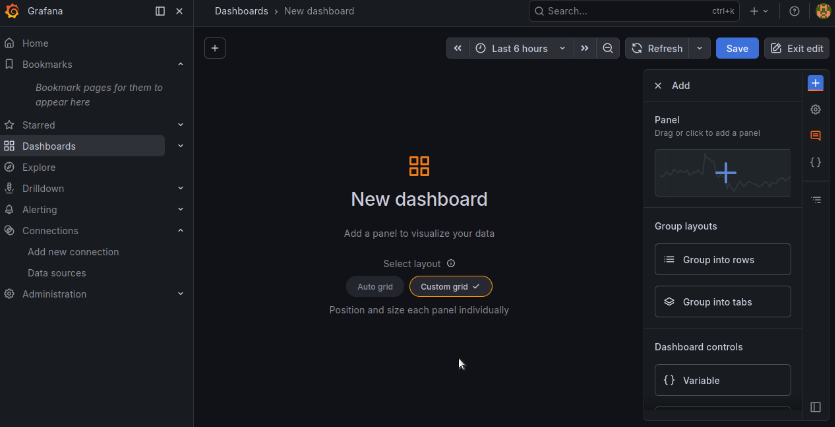 Grafana
Dashboards > New dashboard
Search...
ctrl+k
Home
Bookmarks
Bookmark pages for them to
appear here
Starred
Dashboards
Explore
Drilldown
Alerting
Connections
Add new connection
Data sources
Administration
Last 6 hours
Refresh
Save
Exit edit
New dashboard
Add a panel to visualize your data
Select layout
Auto grid
Custom grid
Position and size each panel individually
Add
Panel
Drag or click to add a panel
Group layouts
Group into rows
Group into tabs
Dashboard controls
Variable